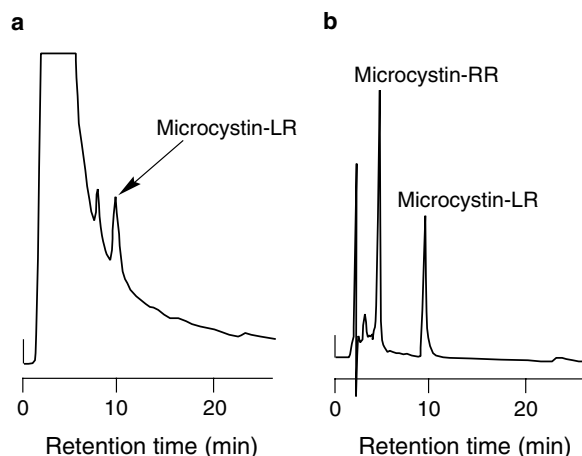 a
Microcystin-LR
0 10 20
Retention time (min)
b
Microcystin-RR
Microcystin-LR
0 10 20
Retention time (min)